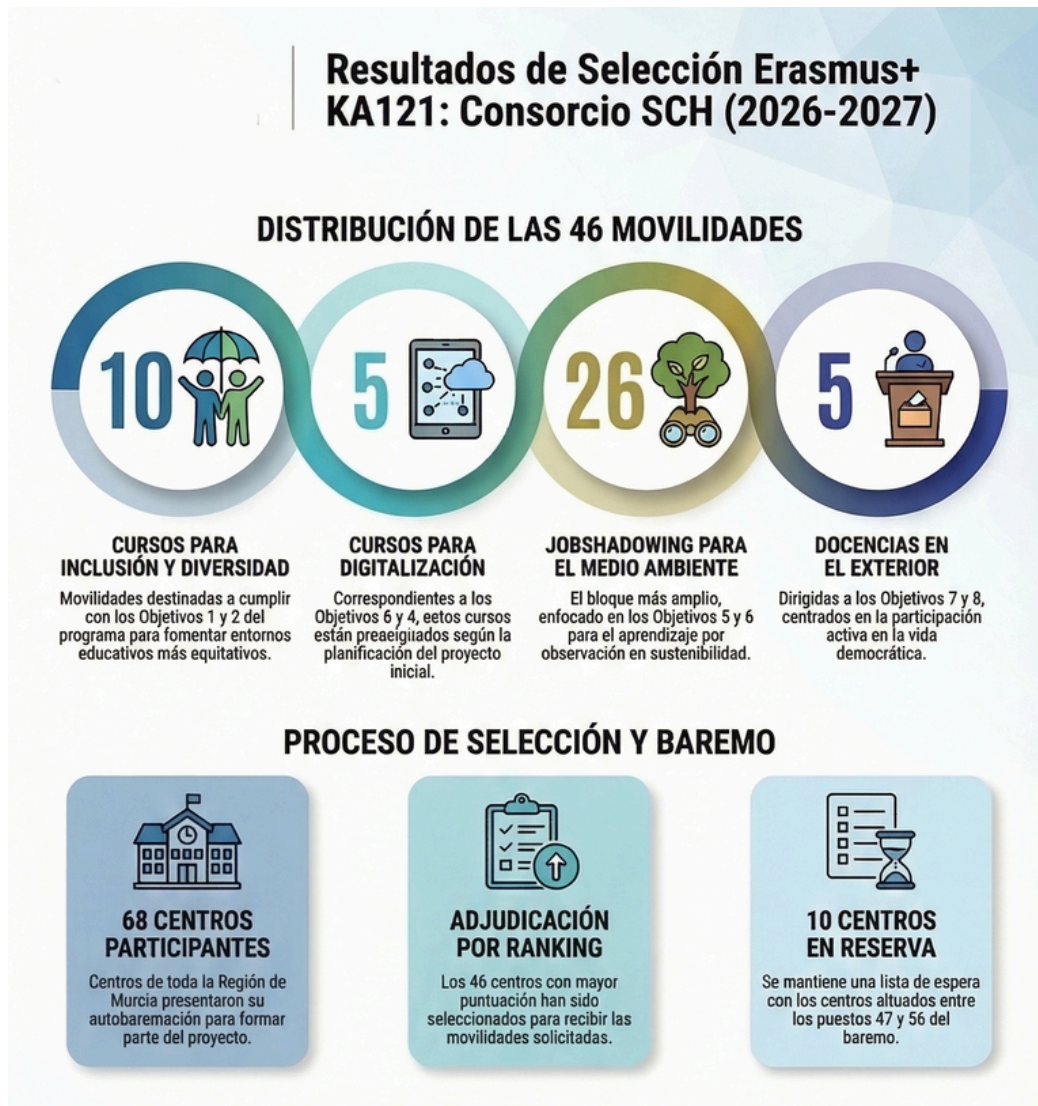 Resultados de Selección Erasmus+
KA121: Consorcio SCH (2026-2027)
DISTRIBUCIÓN DE LAS 46 MOVILIDADES
10
5
26
5
CURSOS PARA
INCLUSIÓN Y DIVERSIDAD
Movilidades destinadas a cumplir
con los Objetivos 1 y 2 del
programa para fomentar entornos
educativos más equitativos.
CURSOS PARA
DIGITALIZACIÓN
Correspondientes a los
Objetivos 6 y 4, eetos cursos
están preaeiguados según la
planificación del proyecto
inicial.
JOBSHADOWING PARA
EL MEDIO AMBIENTE
El bloque más amplio,
enfocado en los Objetivos 5 y 6
para el aprendizaje por
observación en sustenibilidad.
DOCENCIAS EN
EL EXTERIOR
Dirigidas a los Objetivos 7 y 8,
centrados en la participación
activa en la vida
democrática.
PROCESO DE SELECCIÓN Y BAREMO
68 CENTROS
PARTICIPANTES
Centros de toda la Región de
Murcia presentaron su
autobaremación para formar
parte del proyecto.
ADJUDICACIÓN
POR RANKING
Los 46 centros con mayor
puntuación han sido
seleccionados para recibir las
movilidades solicitadas.
10 CENTROS
EN RESERVA
Se mantiene una lista de espera
con los centros altuados entre
los puestos 47 y 56 del
baremo.